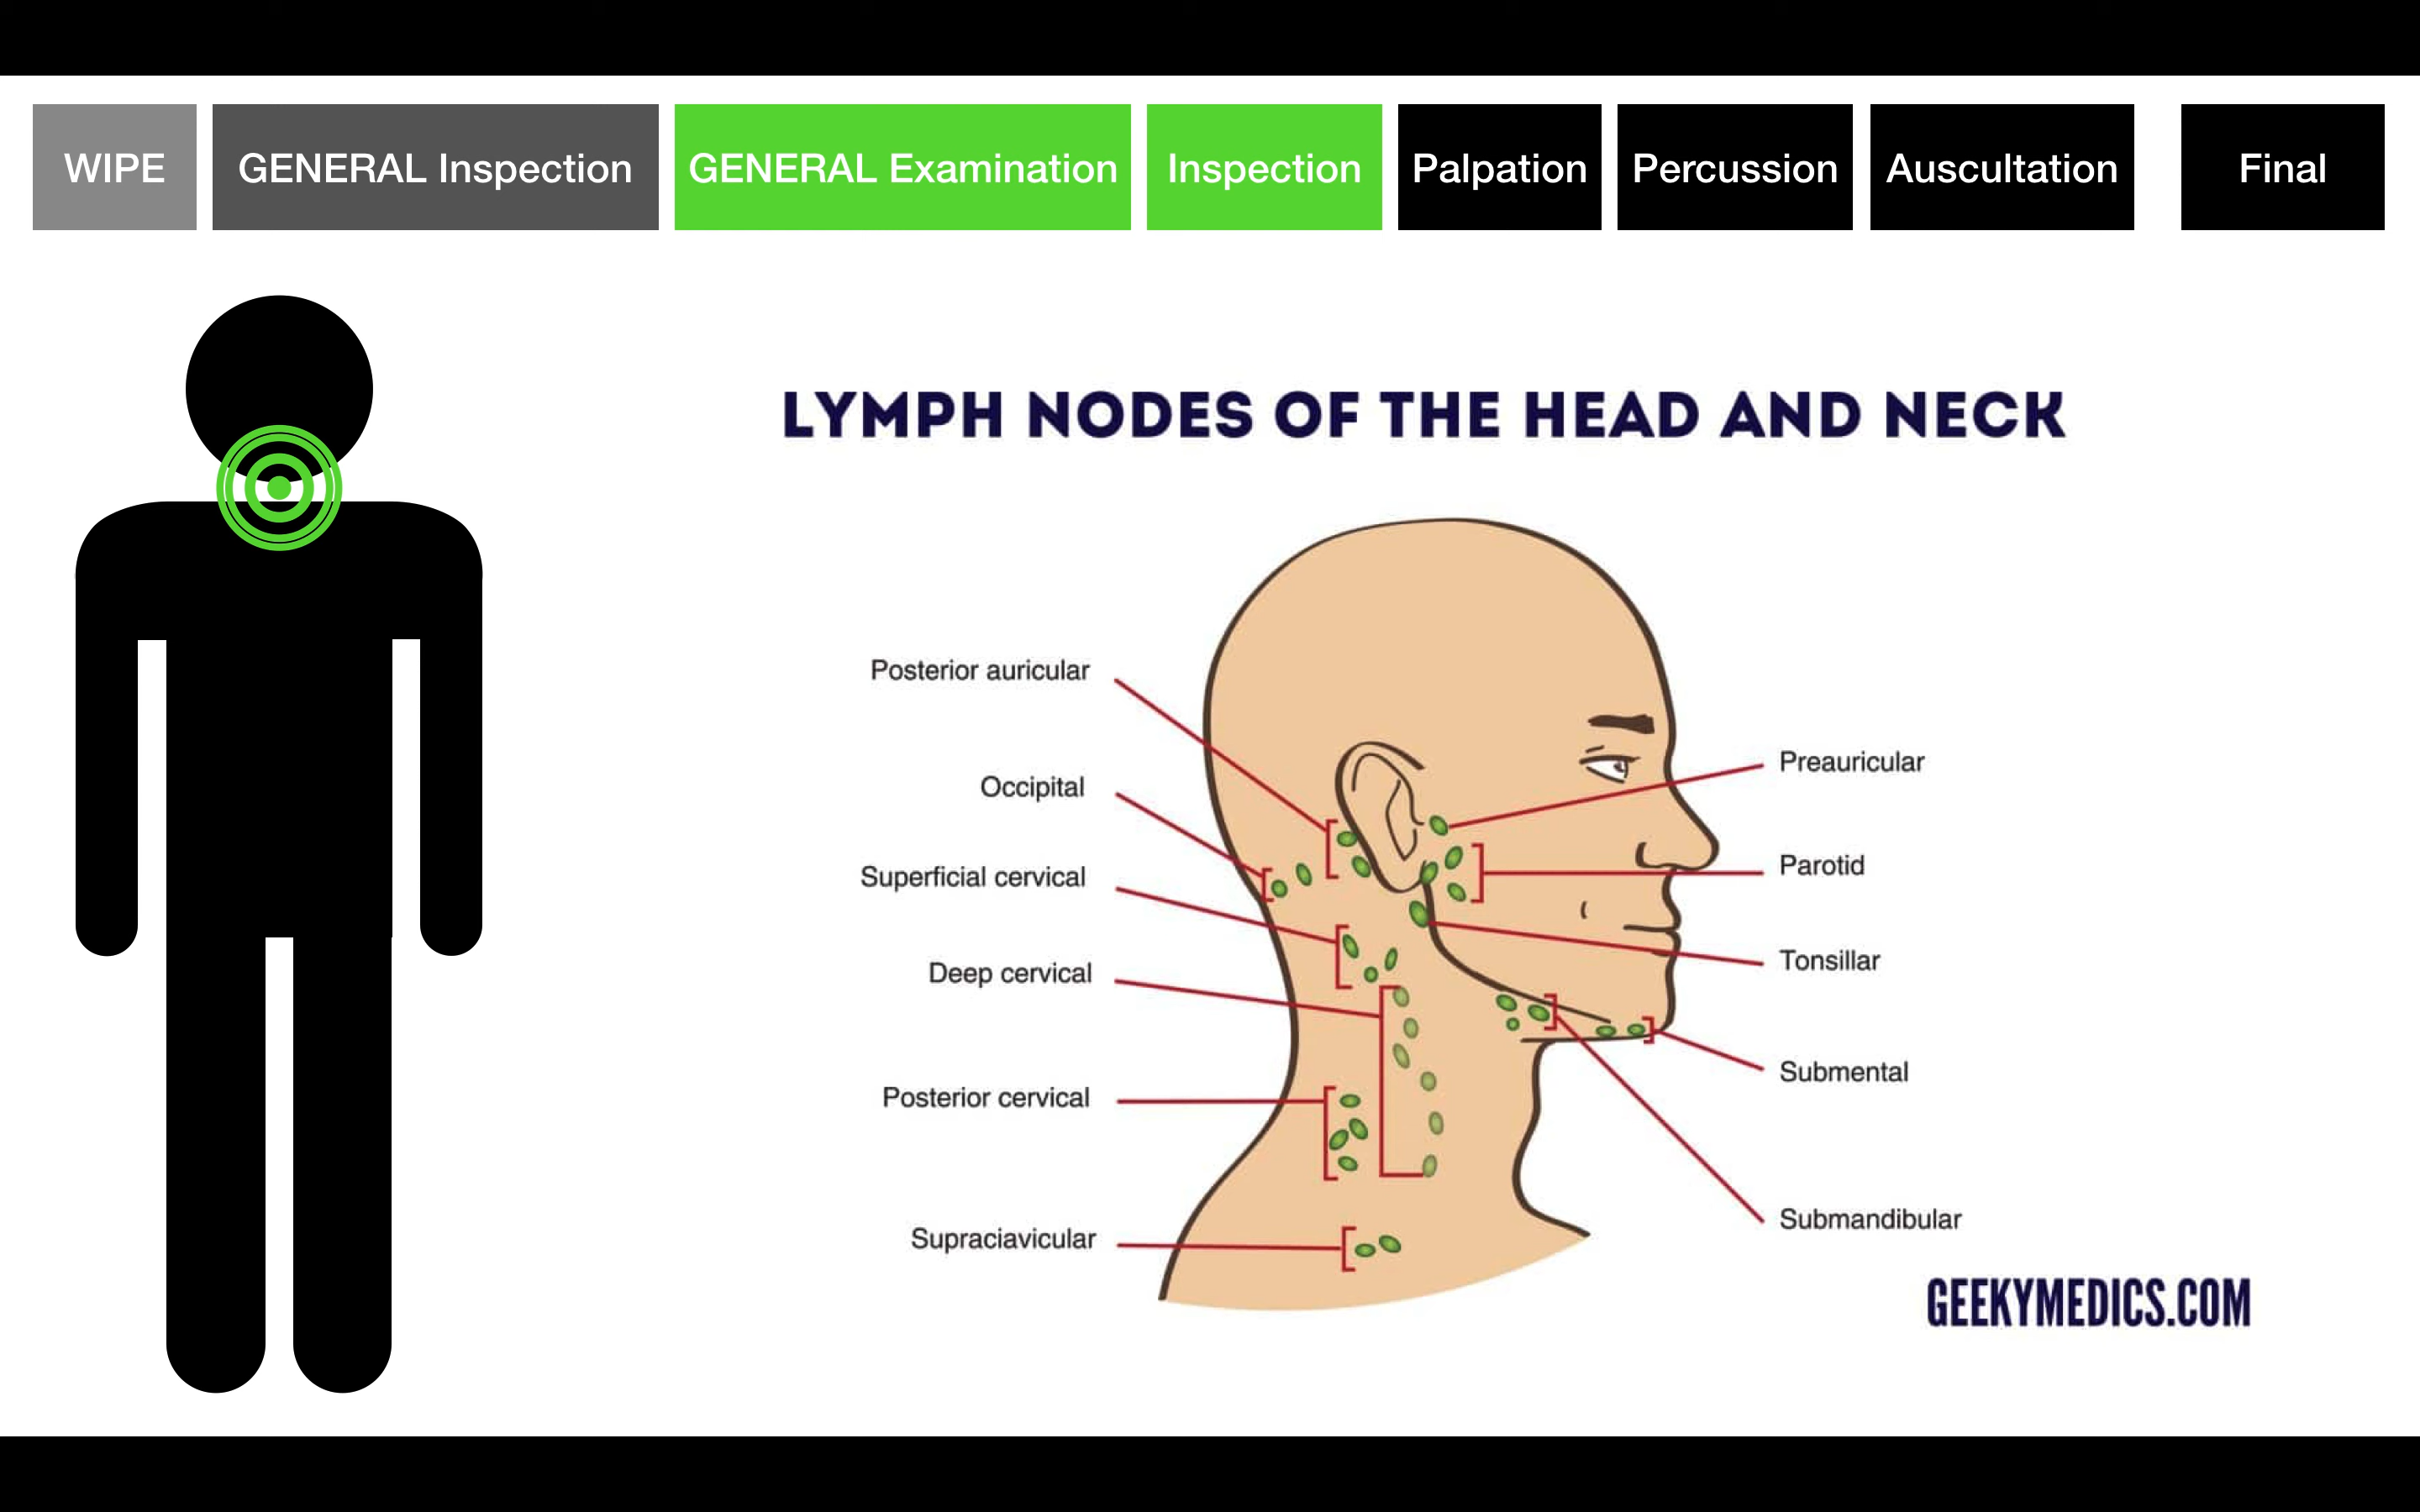 WIPE
GENERAL Inspection
GENERAL Examination
Inspection
Palpation
Percussion
Auscultation
Final
LYMPH NODES OF THE HEAD AND NECK
Posterior auricular
Occipital
Superficial cervical
Deep cervical
Posterior cervical
Supraciavicular
Preauricular
Parotid
Tonsillar
Submental
Submandibular
GEEKYMEDICS.COM